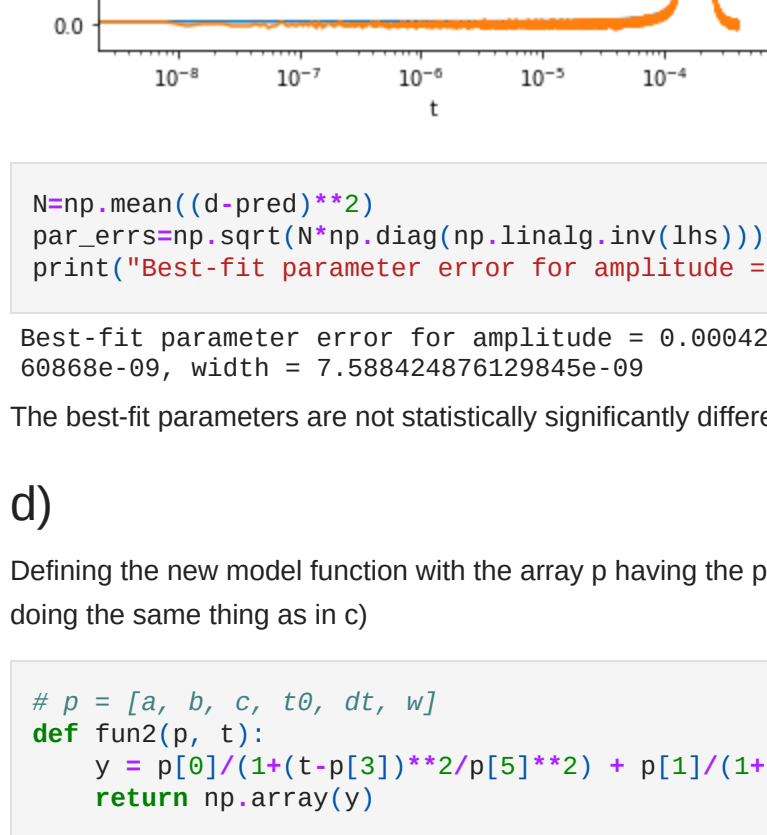 0.0
10⁻⁸ 10⁻⁷ 10⁻⁶ 10⁻⁵ 10⁻⁴
t
N=np.mean((d-pred)**2)
par_errs=np.sqrt(N*np.diag(np.linalg.inv(lhs)))
print("Best-fit parameter error for amplitude =
Best-fit parameter error for amplitude = 0.00042
60868e-09, width = 7.588424876129845e-09
The best-fit parameters are not statistically significantly differe
d)
Defining the new model function with the array p having the p
doing the same thing as in c)
# p = [a, b, c, t0, dt, w]
def fun2(p, t):
    y = p[0]/(1+(t-p[3])**2/p[5]**2) + p[1]/(1+
    return np.array(y)